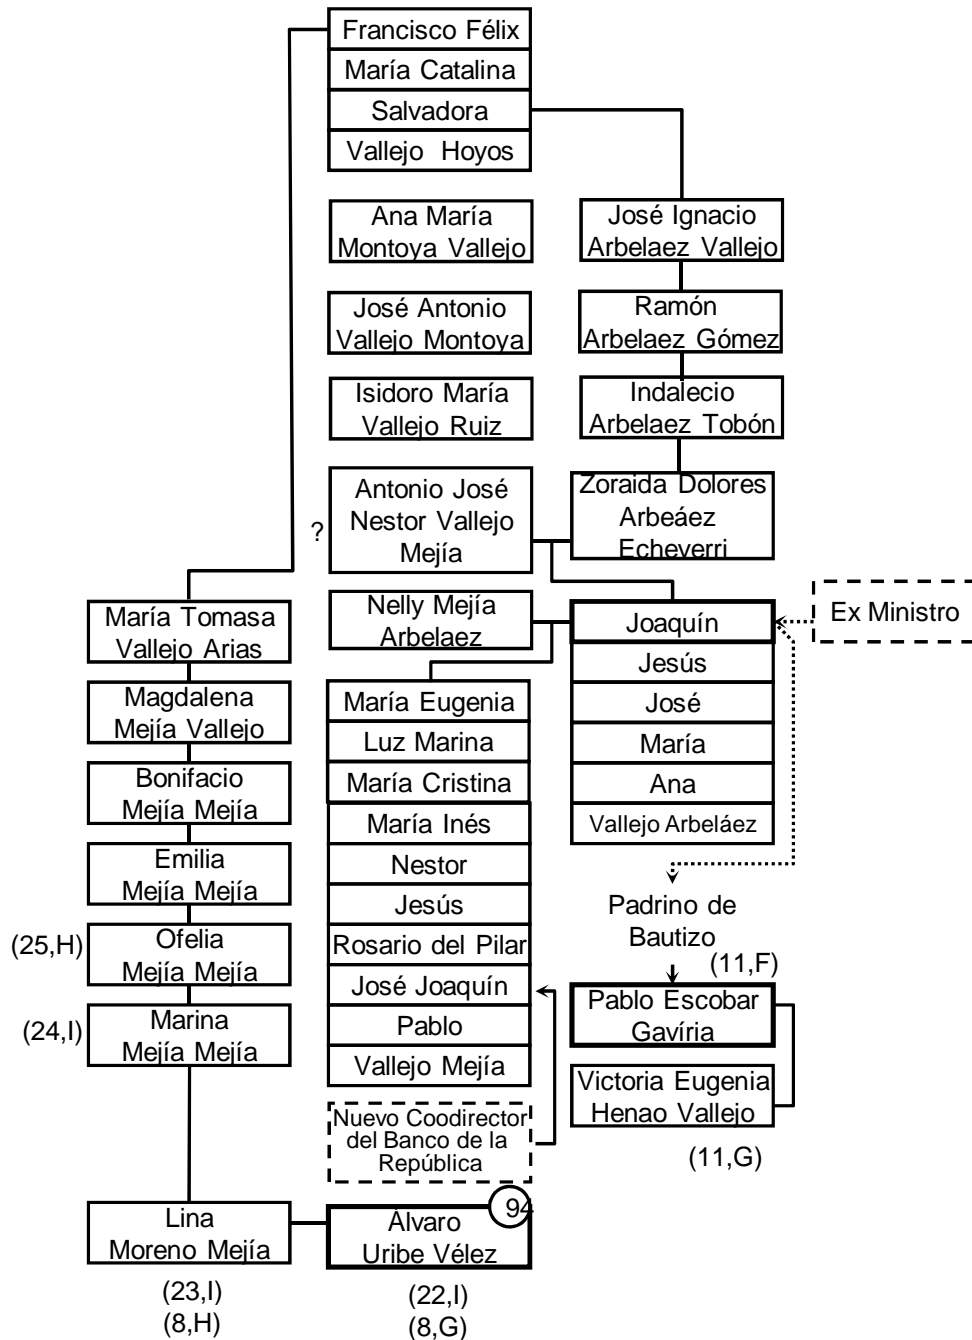 Francisco Félix
María Catalina
Salvadora
Vallejo Hoyos
Ana María
Montoya Vallejo
José Ignacio
Arbelaez Vallejo
José Antonio
Vallejo Montoya
Ramón
Arbelaez Gómez
Isidoro María
Vallejo Ruiz
Indalecio
Arbelaez Tobón
?
Antonio José
Nestor Vallejo
Mejía
Zoraida Dolores
Arbeáez
Echeverri
María Tomasa
Vallejo Arias
Nelly Mejía
Arbelaez
Joaquín
Jesús
José
María
Ana
Vallejo Arbeláez
Ex Ministro
Magdalena
Mejía Vallejo
Bonifacio
Mejía Mejía
Emilia
Mejía Mejía
(25,H)
Ofelia
Mejía Mejía
(24,I)
Marina
Mejía Mejía
María Eugenia
Luz Marina
María Cristina
María Inés
Nestor
Jesús
Rosario del Pilar
José Joaquín
Pablo
Vallejo Mejía
Padrino de
Bautizo
(11,F)
Pablo Escobar
Gavíria
Victoria Eugenia
Henao Vallejo
(11,G)
Nuevo Coodirector
del Banco de la
República
94
Lina
Moreno Mejía
Álvaro
Uribe Vélez
(23,I)
(8,H)
(22,I)
(8,G)